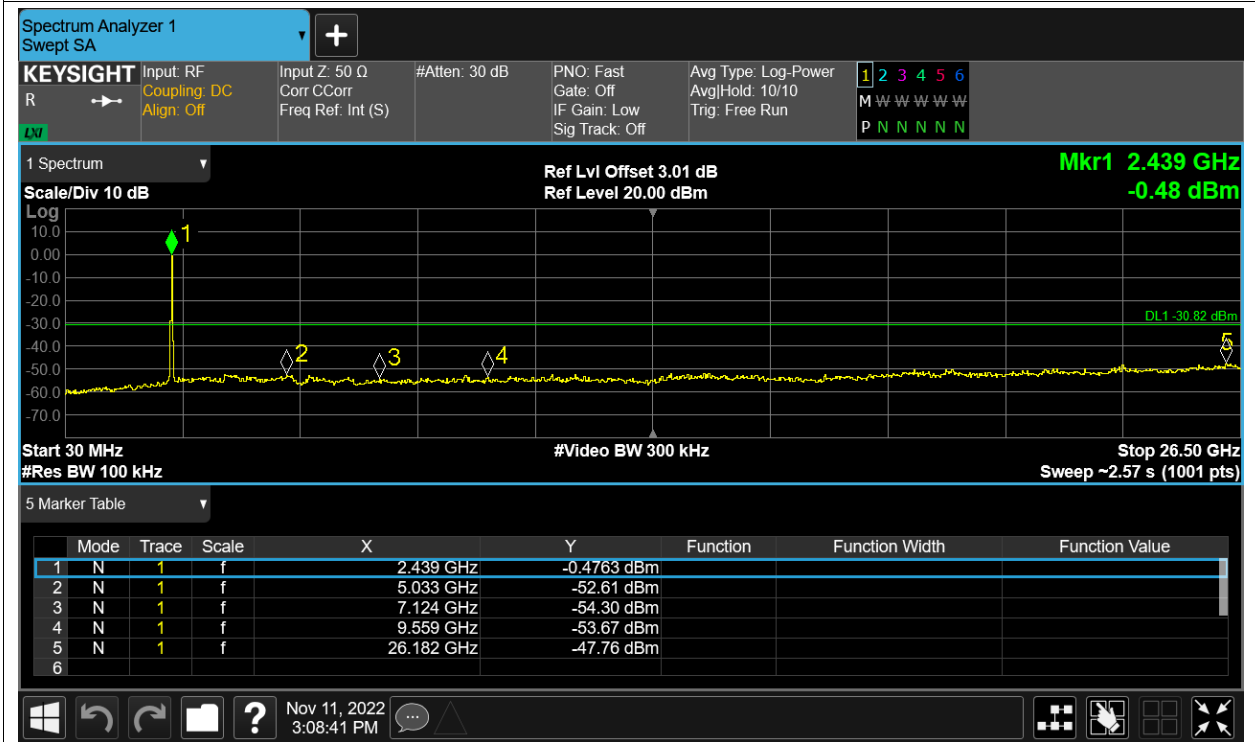 Spectrum Analyzer 1
Swept SA
KEYSIGHT Input: RF Input Z: 50 Ω #Atten: 30 dB PNO: Fast Avg Type: Log-Power 1 2 3 4 5 6
R Coupling: DC Corr CCorr Gate: Off Avg|Hold: 10/10 M W W W W W
Align: Off Freq Ref: Int (S) IF Gain: Low Trig: Free Run
LXI Sig Track: Off P N N N N N
1 Spectrum Ref Lvl Offset 3.01 dB Mkr1 2.439 GHz
Scale/Div 10 dB Ref Level 20.00 dBm -0.48 dBm
Log
10.0 1
0.00
-10.0
-20.0
-30.0 DL1 -30.82 dBm
-40.0 2 3 4 5
-50.0
-60.0
-70.0
Start 30 MHz #Video BW 300 kHz Stop 26.50 GHz
#Res BW 100 kHz Sweep ~2.57 s (1001 pts)
5 Marker Table
Mode Trace Scale X Y Function Function Width Function Value
1 N 1 f 2.439 GHz -0.4763 dBm
2 N 1 f 5.033 GHz -52.61 dBm
3 N 1 f 7.124 GHz -54.30 dBm
4 N 1 f 9.559 GHz -53.67 dBm
5 N 1 f 26.182 GHz -47.76 dBm
6
? Nov 11, 2022
3:08:41 PM